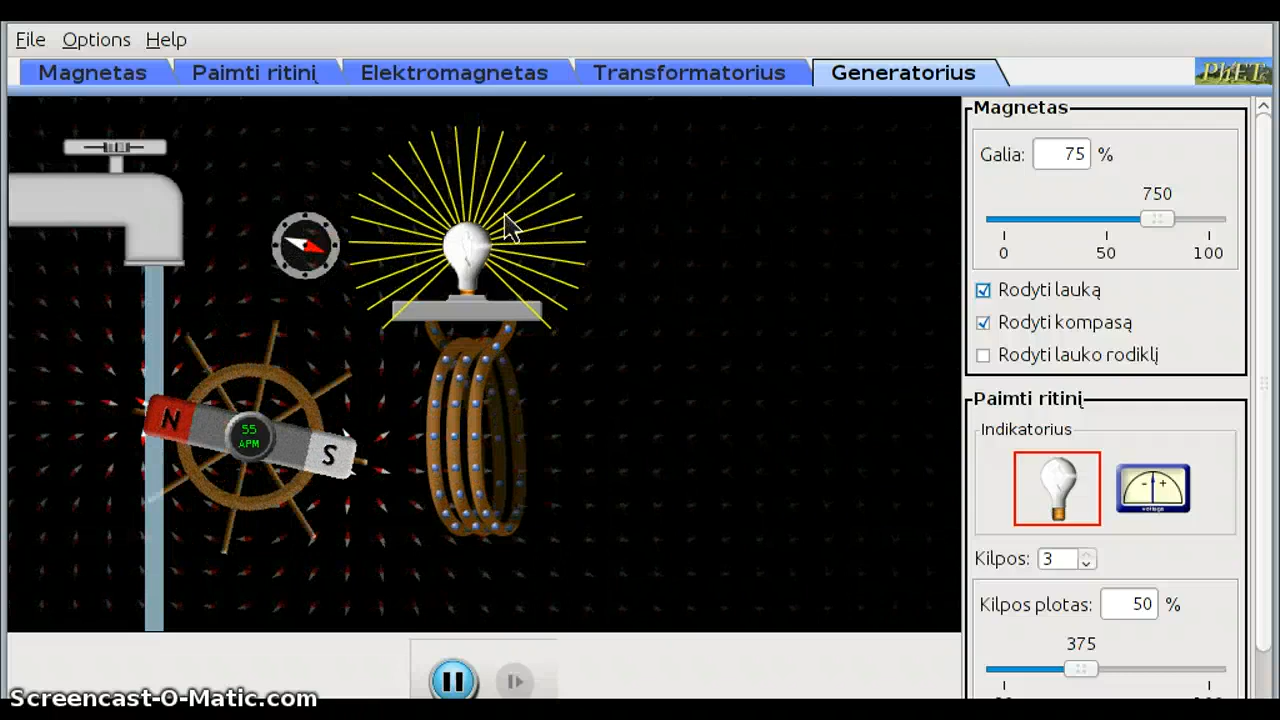 File Options Help
Magnetas Paimti ritinį Elektromagnetas Transformatorius Generatorius PhET
Magnetas
Galia: 75 %
750
0 50 100
Rodyti lauką
Rodyti kompasą
Rodyti lauko rodiklį
N
55
APM
S
Paimti ritinį
Indikatorius
- +
voltage
Kilpos: 3
Kilpos plotas: 50 %
375
Screencast-O-Matic.com